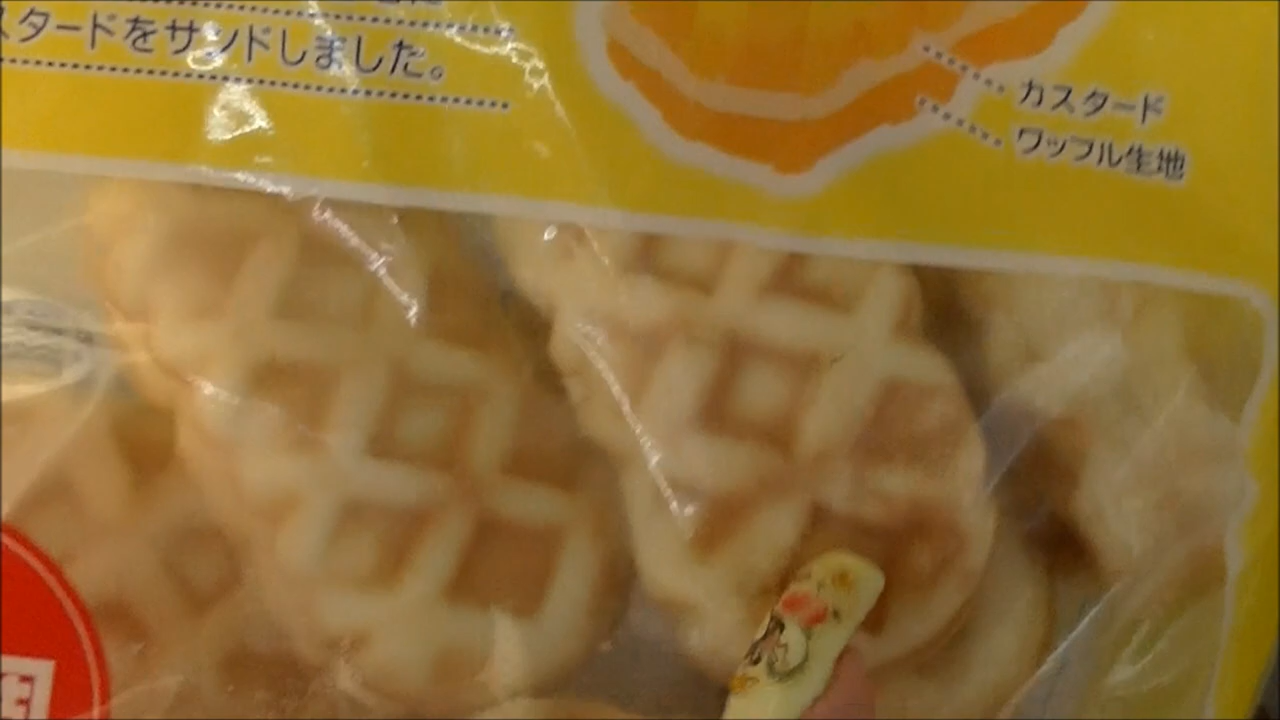 スタードをサンドしました。
カスタード
ワッフル生地